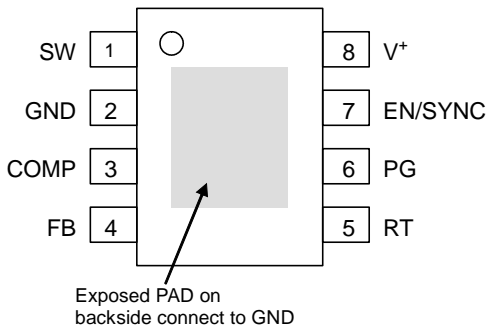 SW 1 8 V⁺
GND 2 7 EN/SYNC
COMP 3 6 PG
FB 4 5 RT
Exposed PAD on
backside connect to GND